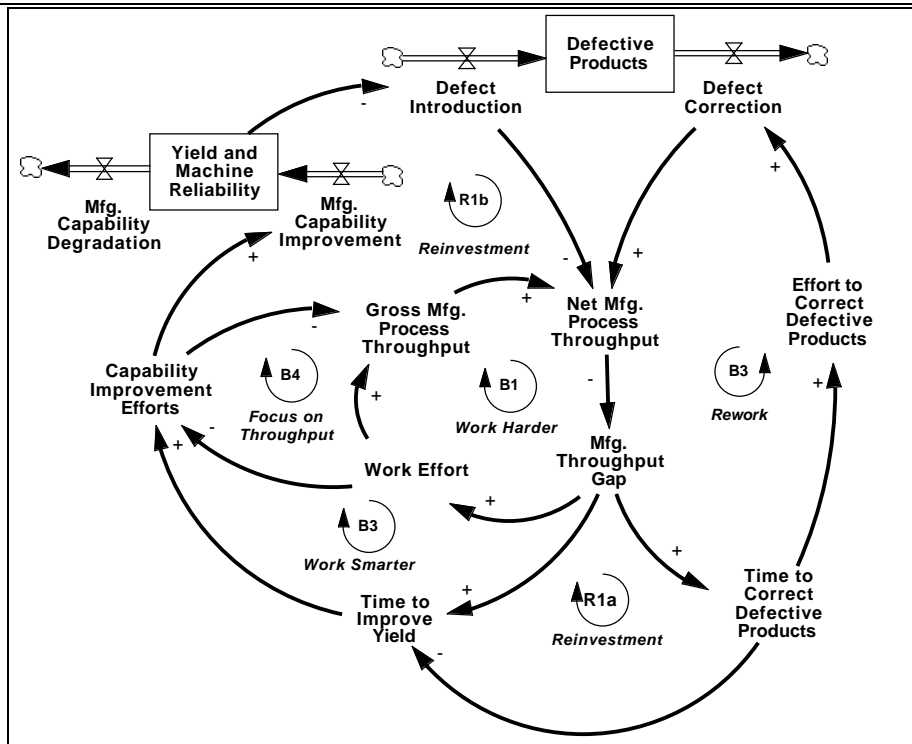 Defective
Products
Defect
Introduction
Defect
Correction
-
Yield and
Machine
Reliability
Mfg.
Capability
Degradation
Mfg.
Capability
Improvement
+
R1b
Reinvestment
+
-
+
Gross Mfg.
Process
Throughput
+
-
Net Mfg.
Process
Throughput
Effort to
Correct
Defective
Products
Capability
Improvement
Efforts
B4
Focus on
Throughput
+
B1
Work Harder
-
B3
Rework
+
-
+
Work Effort
Mfg.
Throughput
Gap
+
B3
Work Smarter
+
+
R1a
Reinvestment
Time to
Improve
Yield
-
Time to
Correct
Defective
Products